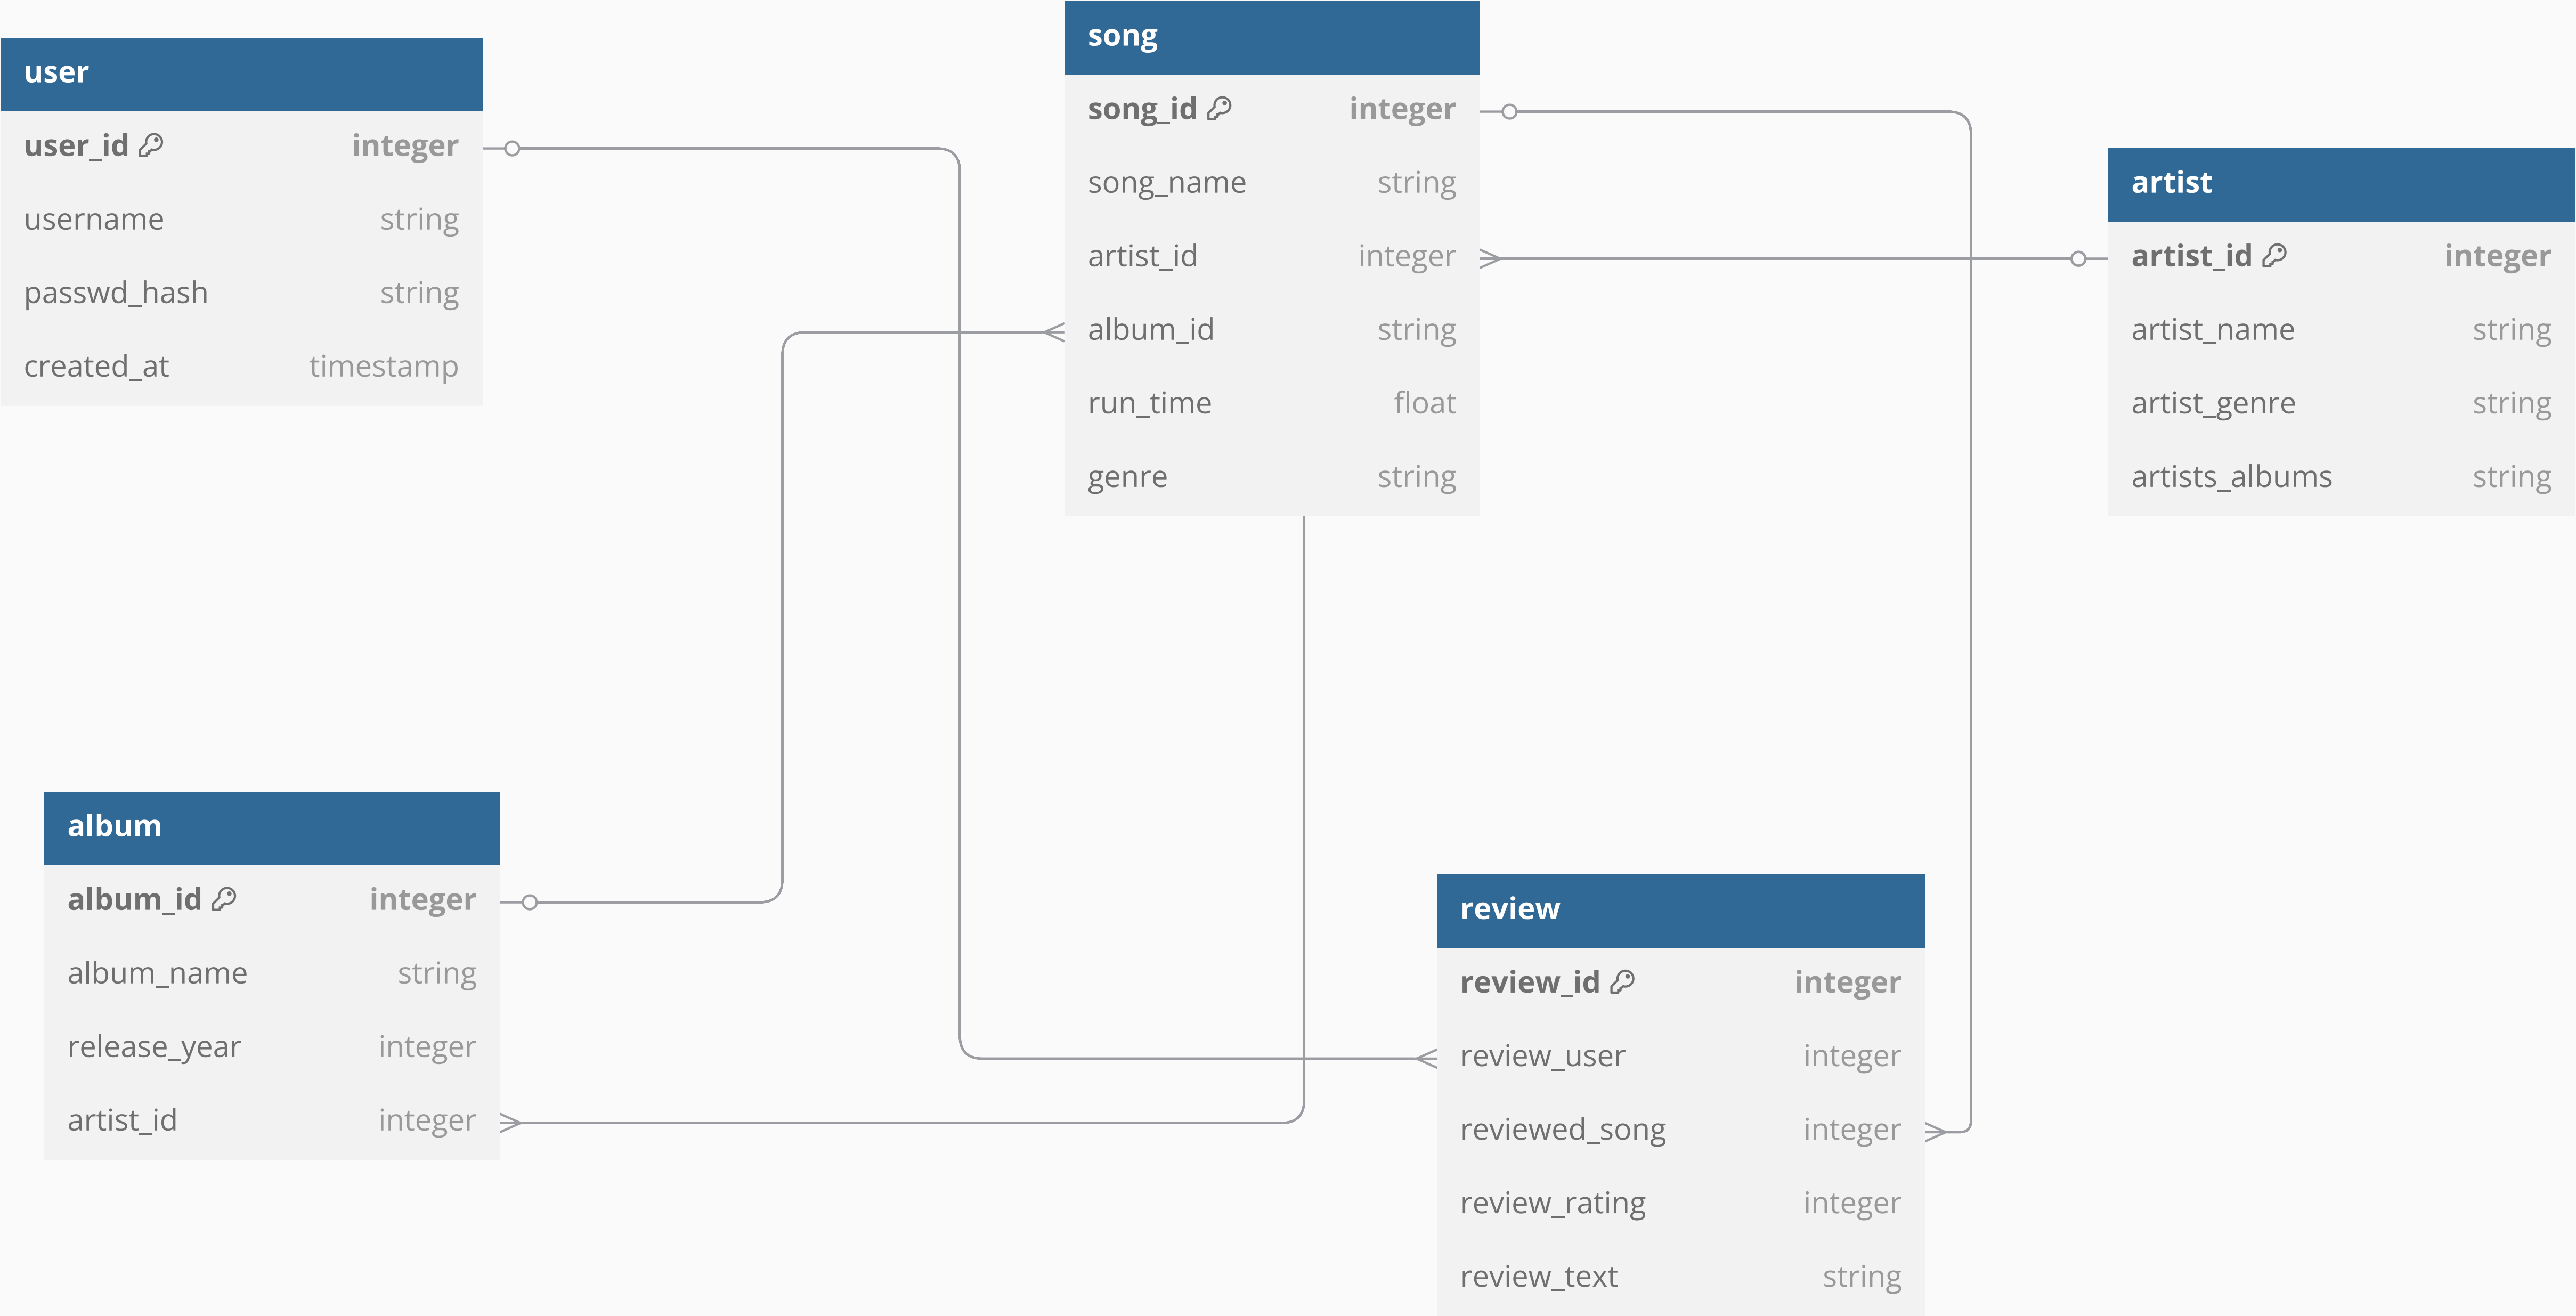 user
user_id integer
username string
passwd_hash string
created_at timestamp
song
song_id integer
song_name string
artist_id integer
album_id string
run_time float
genre string
artist
artist_id integer
artist_name string
artist_genre string
artists_albums string
album
album_id integer
album_name string
release_year integer
artist_id integer
review
review_id integer
review_user integer
reviewed_song integer
review_rating integer
review_text string